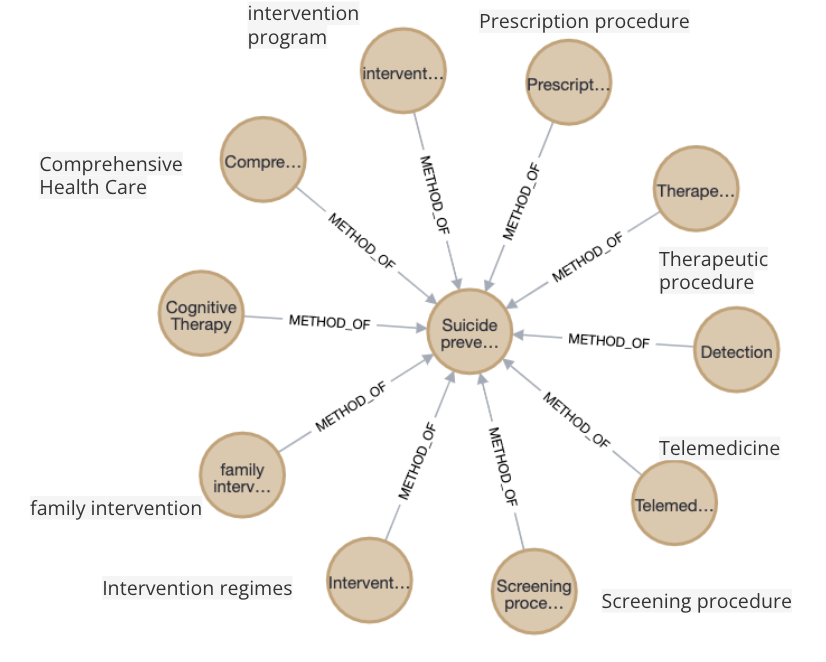 intervention
program
Prescription procedure
intervent...
Prescript...
Comprehensive
Health Care
Compre...
Therape...
METHOD_OF
METHOD_OF
METHOD_OF
METHOD_OF
Therapeutic
procedure
Cognitive
Therapy
METHOD_OF
Suicide
preve...
METHOD_OF
Detection
METHOD_OF
METHOD_OF
Telemedicine
family
interv...
METHOD_OF
METHOD_OF
Telemed...
family intervention
Intervention regimes
Intervent...
Screening
proce...
Screening procedure